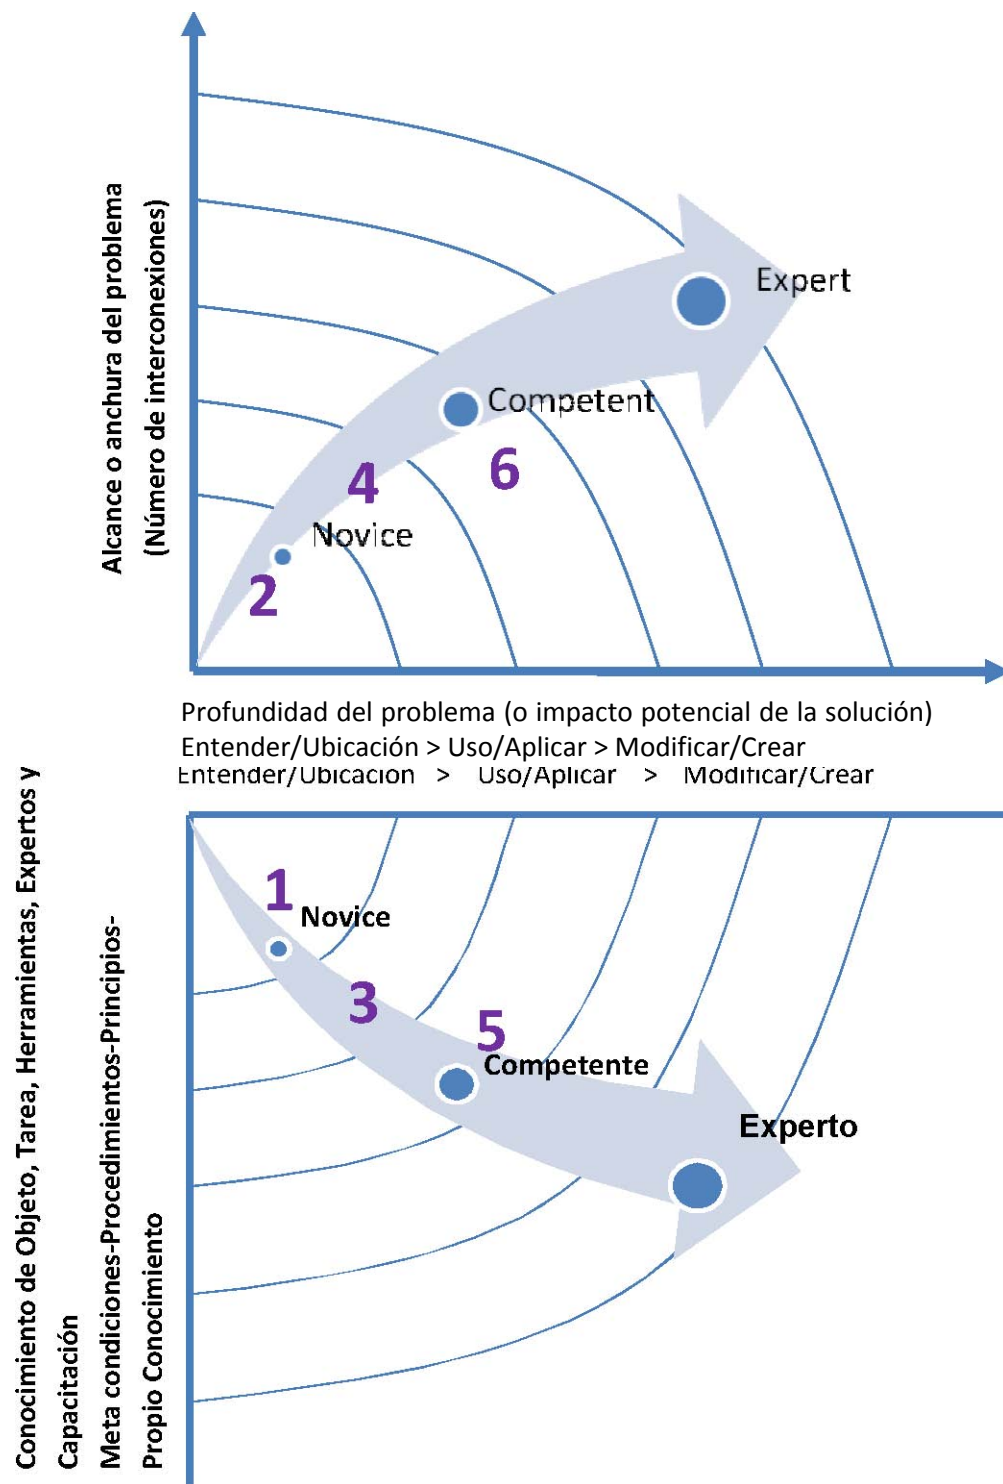 Alcance o anchura del problema
(Número de interconexiones)
Expert
Competent
4
6
Novice
2
Profundidad del problema (o impacto potencial de la solución)
Entender/Ubicación > Uso/Aplicar > Modificar/Crear
Entender/Ubicación > Uso/Aplicar > Modificar/Crear
Conocimiento de Objeto, Tarea, Herramientas, Expertos y
Capacitación
Meta condiciones-Procedimientos-Principios-
Propio Conocimiento
1
Novice
3
5
Competente
Experto